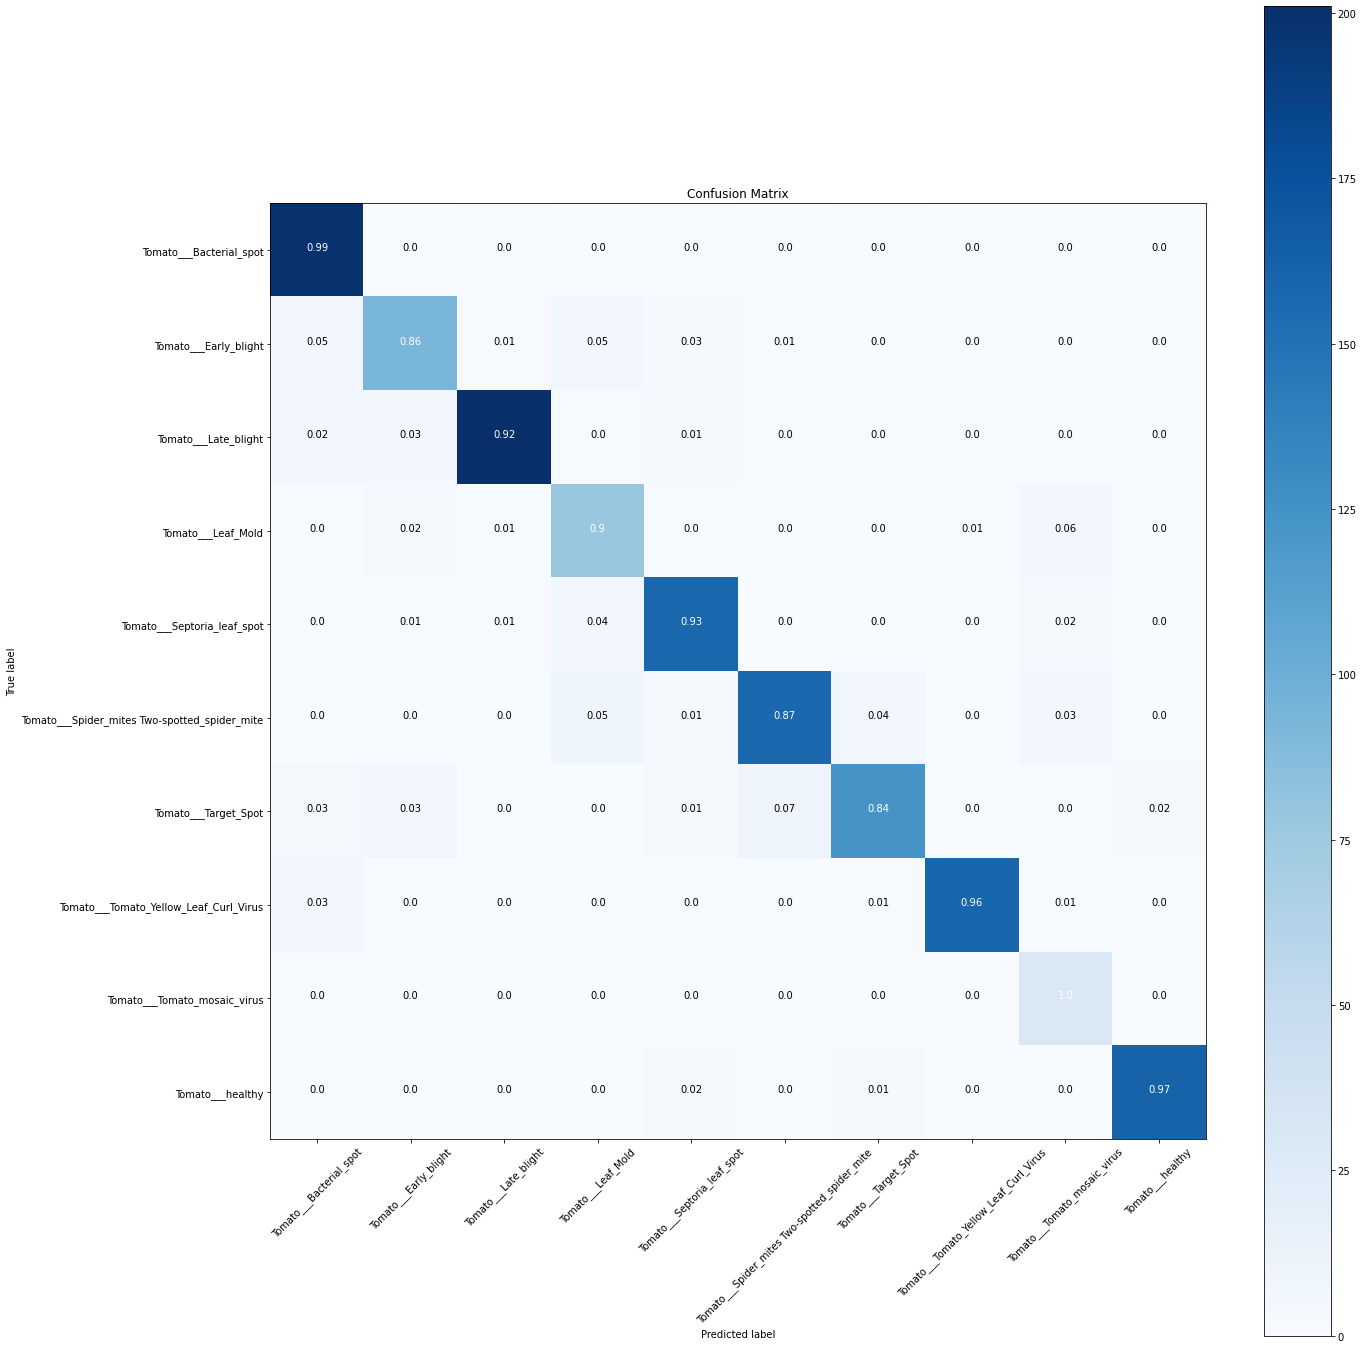 Confusion Matrix
True label
Tomato___Bacterial_spot 0.99 0.0 0.0 0.0 0.0 0.0 0.0 0.0 0.0 0.0
Tomato___Early_blight 0.05 0.86 0.01 0.05 0.03 0.01 0.0 0.0 0.0 0.0
Tomato___Late_blight 0.02 0.03 0.92 0.0 0.01 0.0 0.0 0.0 0.0 0.0
Tomato___Leaf_Mold 0.0 0.02 0.01 0.9 0.0 0.0 0.0 0.01 0.06 0.0
Tomato___Septoria_leaf_spot 0.0 0.01 0.01 0.04 0.93 0.0 0.0 0.0 0.02 0.0
Tomato___Spider_mites Two-spotted_spider_mite 0.0 0.0 0.0 0.05 0.01 0.87 0.04 0.0 0.03 0.0
Tomato___Target_Spot 0.03 0.03 0.0 0.0 0.01 0.07 0.84 0.0 0.0 0.02
Tomato___Tomato_Yellow_Leaf_Curl_Virus 0.03 0.0 0.0 0.0 0.0 0.0 0.01 0.96 0.01 0.0
Tomato___Tomato_mosaic_virus 0.0 0.0 0.0 0.0 0.0 0.0 0.0 0.0 1.0 0.0
Tomato___healthy 0.0 0.0 0.0 0.0 0.02 0.0 0.01 0.0 0.0 0.97
Tomato___Bacterial_spot
Tomato___Early_blight
Tomato___Late_blight
Tomato___Leaf_Mold
Tomato___Septoria_leaf_spot
Tomato___Spider_mites Two-spotted_spider_mite
Tomato___Target_Spot
Tomato___Tomato_Yellow_Leaf_Curl_Virus
Tomato___Tomato_mosaic_virus
Tomato___healthy
Predicted label
200
175
150
125
100
75
50
25
0